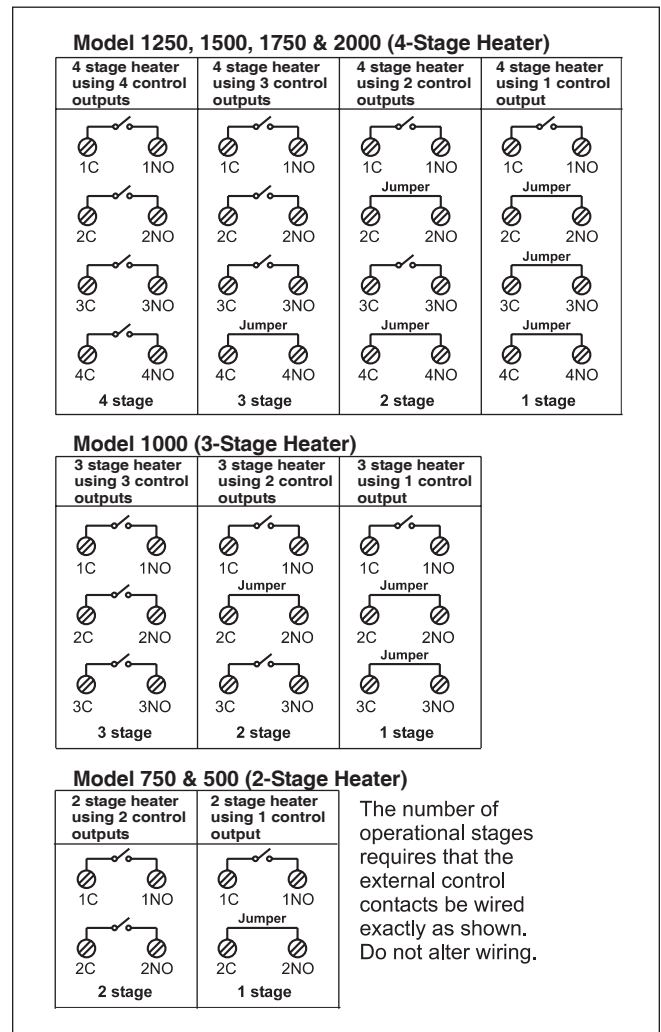 Model 1250, 1500, 1750 & 2000 (4-Stage Heater)
4 stage heater using 4 control outputs
4 stage heater using 3 control outputs
4 stage heater using 2 control outputs
4 stage heater using 1 control output
1C 1NO 1C 1NO 1C 1NO 1C 1NO
Jumper Jumper
2C 2NO 2C 2NO 2C 2NO 2C 2NO
Jumper
3C 3NO 3C 3NO 3C 3NO 3C 3NO
Jumper Jumper Jumper
4C 4NO 4C 4NO 4C 4NO 4C 4NO
4 stage 3 stage 2 stage 1 stage
Model 1000 (3-Stage Heater)
3 stage heater using 3 control outputs
3 stage heater using 2 control outputs
3 stage heater using 1 control output
1C 1NO 1C 1NO 1C 1NO
Jumper Jumper
2C 2NO 2C 2NO 2C 2NO
Jumper
3C 3NO 3C 3NO 3C 3NO
3 stage 2 stage 1 stage
Model 750 & 500 (2-Stage Heater)
2 stage heater using 2 control outputs
2 stage heater using 1 control output
1C 1NO 1C 1NO
Jumper
2C 2NO 2C 2NO
2 stage 1 stage
The number of
operational stages
requires that the
external control
contacts be wired
exactly as shown.
Do not alter wiring.